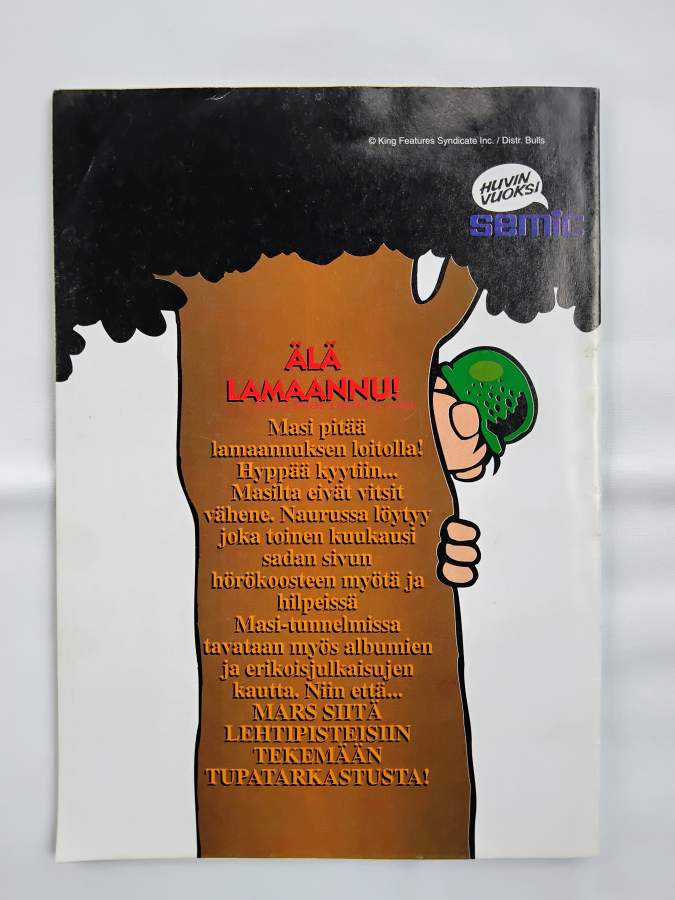 © King Features Syndicate Inc. / Distr. Bulls
HUVIN
VUOKSI
semic
ÄLÄ
LAMAANNU!
Masi pitää
lamaannuksen loitolla!
Hyppää kyytiin...
Masilta eivät vitsit
vähene. Naurussa löytyy
joka toinen kuukausi
sadan sivun
hörökoosteen myötä ja
hilpeissä
Masi-tunnelmissa
tavataan myös albumien
ja erikoisjulkaisujen
kautta. Niin että...
MARS SIITÄ
LEHTIPISTEISIIN
TEKEMÄÄN
TUPATARKASTUSTA!